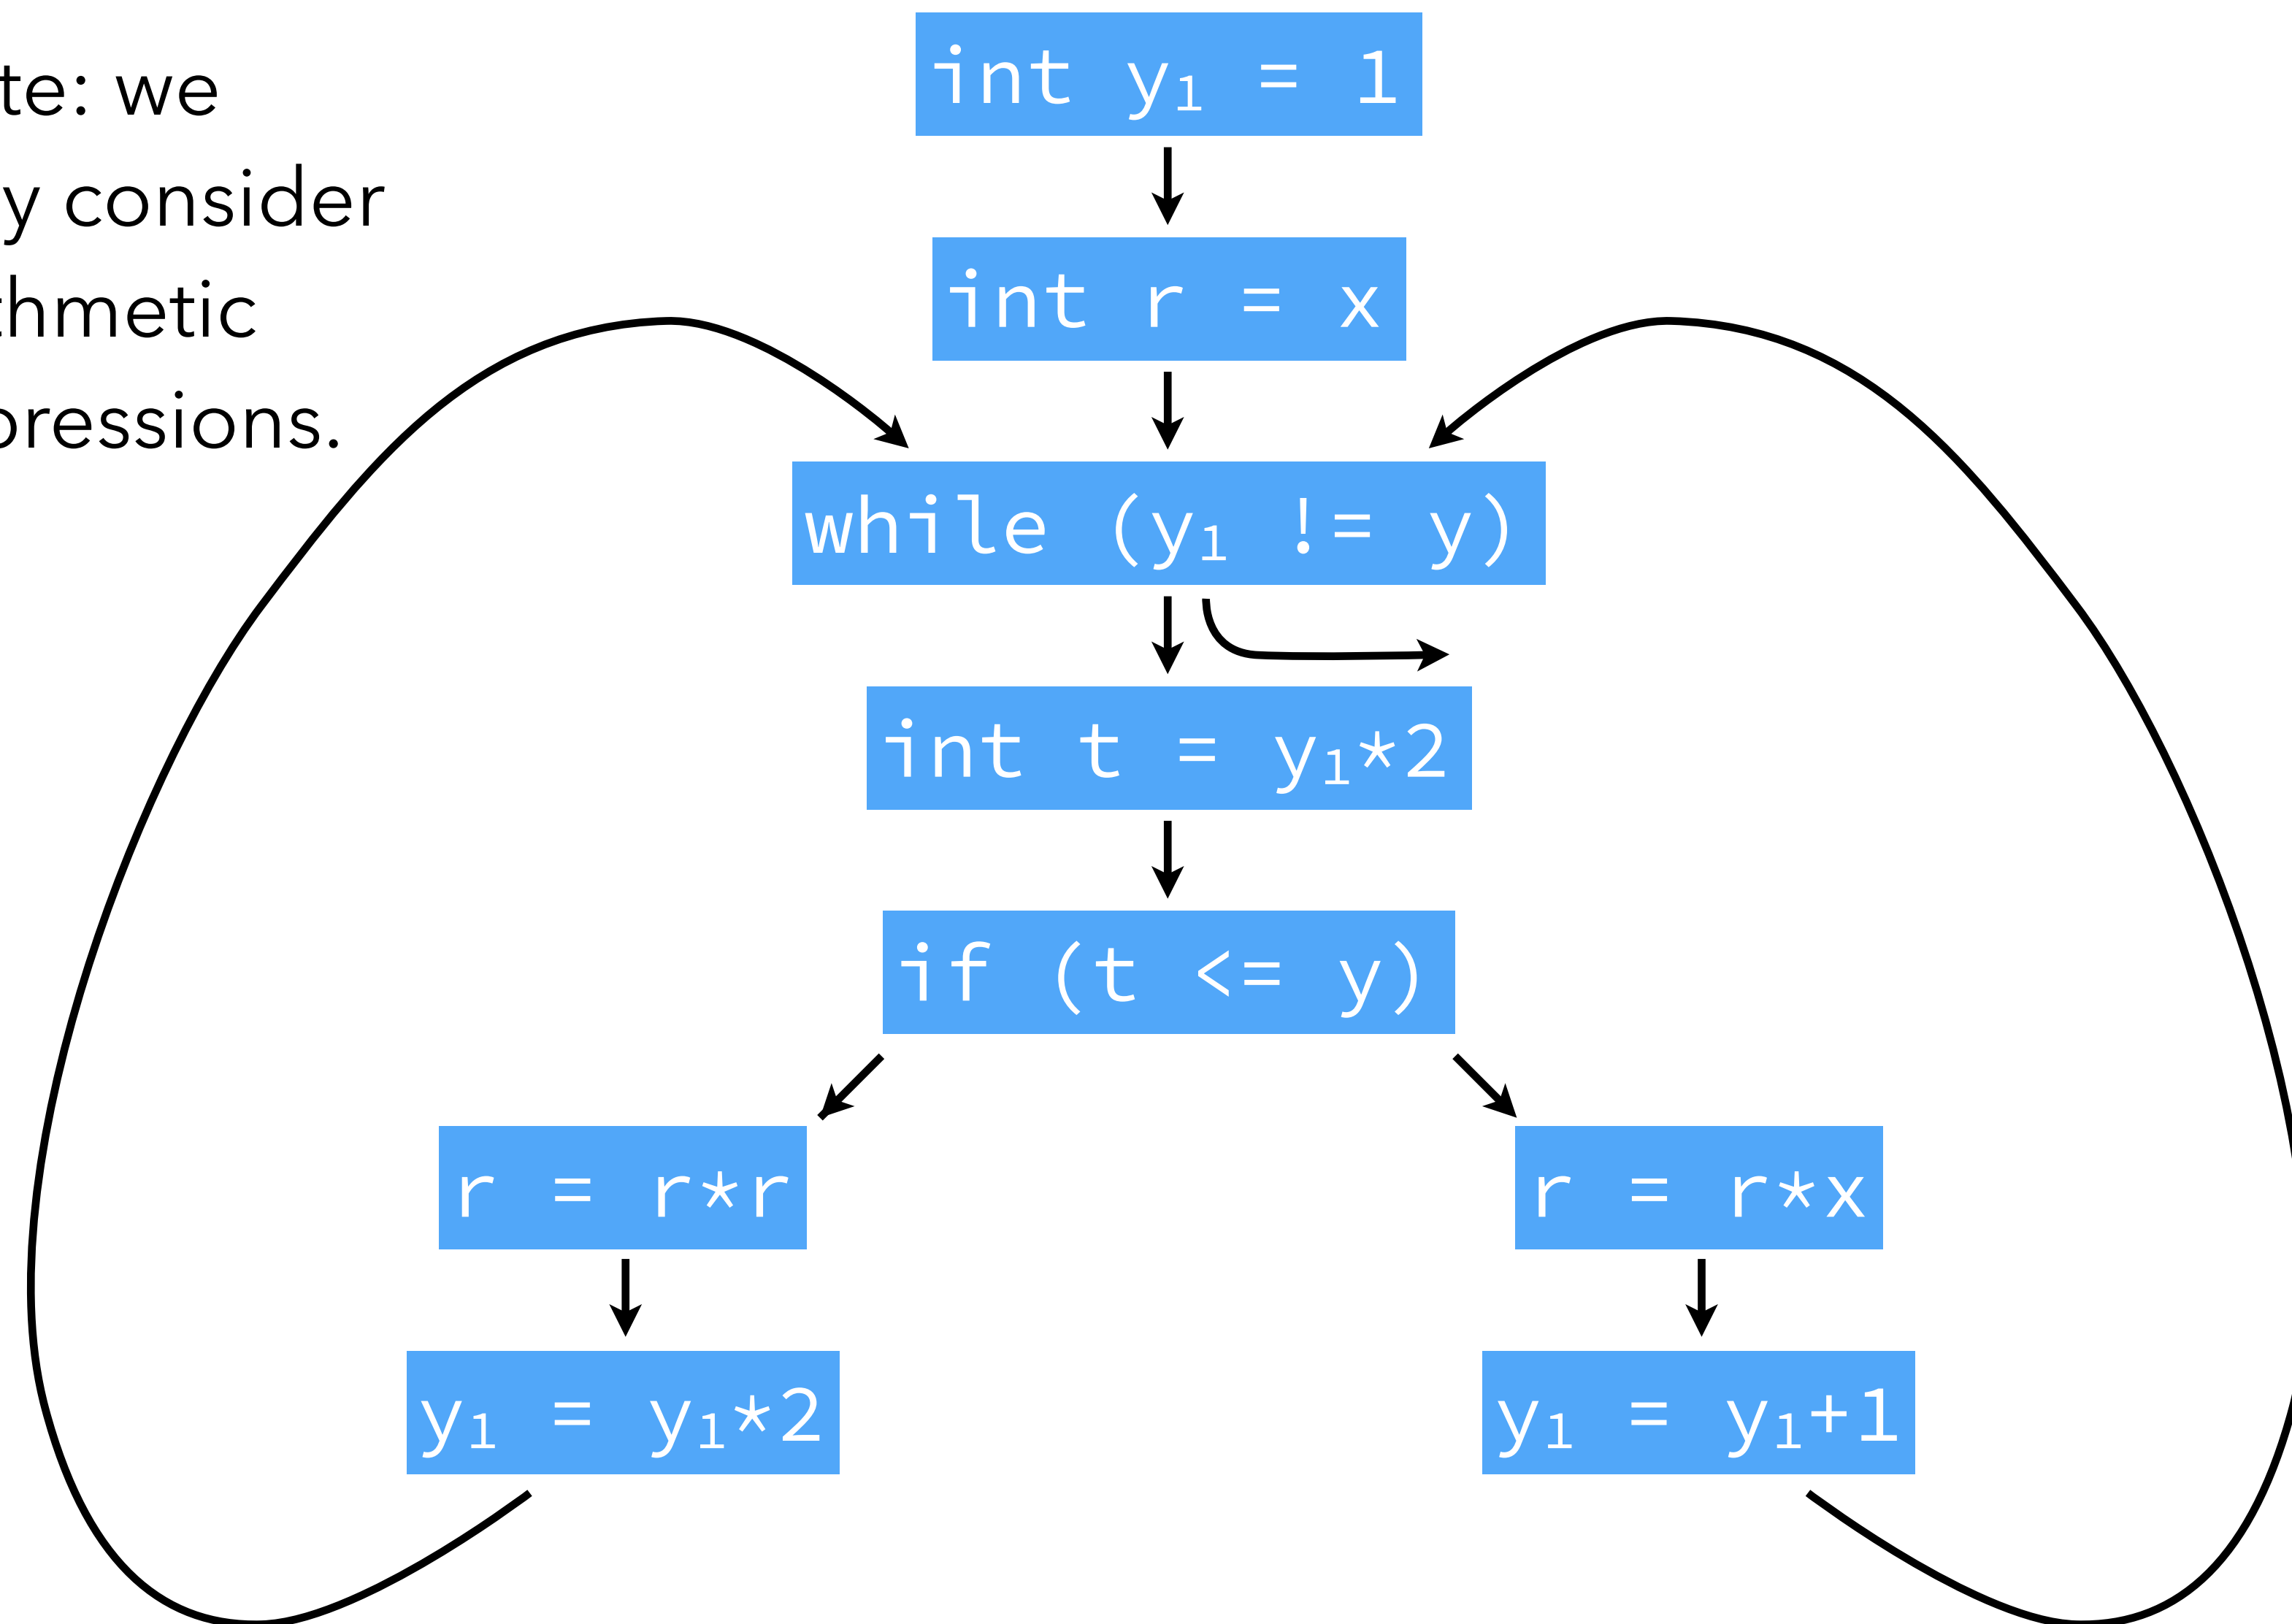 te: we
y consider
hmetic
ressions.
int y₁ = 1
int r = x
while (y₁ != y)
int t = y₁*2
if (t <= y)
r = r*r
r = r*x
y₁ = y₁*2
y₁ = y₁+1